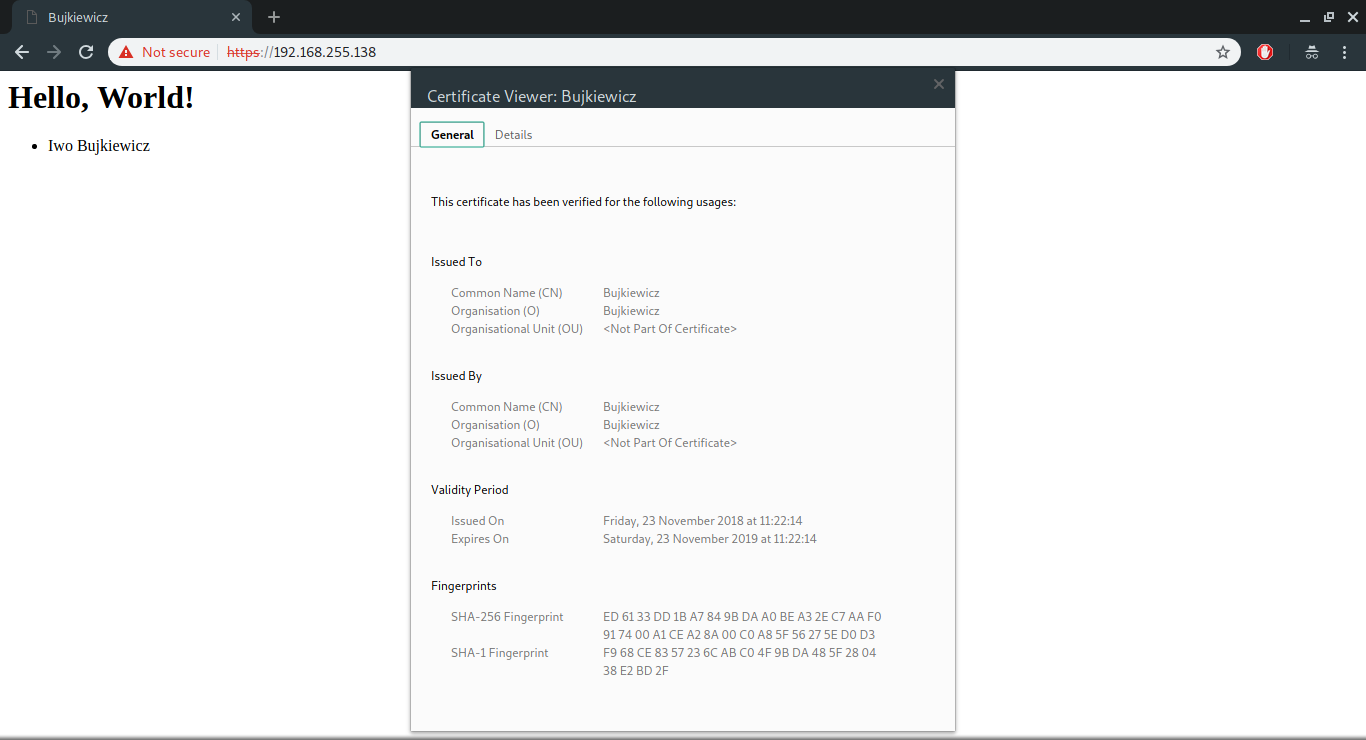 Bujkiewicz
Not secure https://192.168.255.138
Hello, World!
Iwo Bujkiewicz
Certificate Viewer: Bujkiewicz
General Details
This certificate has been verified for the following usages:
Issued To
Common Name (CN) Bujkiewicz
Organisation (O) Bujkiewicz
Organisational Unit (OU) <Not Part Of Certificate>
Issued By
Common Name (CN) Bujkiewicz
Organisation (O) Bujkiewicz
Organisational Unit (OU) <Not Part Of Certificate>
Validity Period
Issued On Friday, 23 November 2018 at 11:22:14
Expires On Saturday, 23 November 2019 at 11:22:14
Fingerprints
SHA-256 Fingerprint ED 61 33 DD 1B A7 84 9B DA A0 BE A3 2E C7 AA F0
91 74 00 A1 CE A2 8A 00 C0 A8 5F 56 27 5E D0 D3
SHA-1 Fingerprint F9 68 CE 83 57 23 6C AB C0 4F 9B DA 48 5F 28 04
38 E2 BD 2F